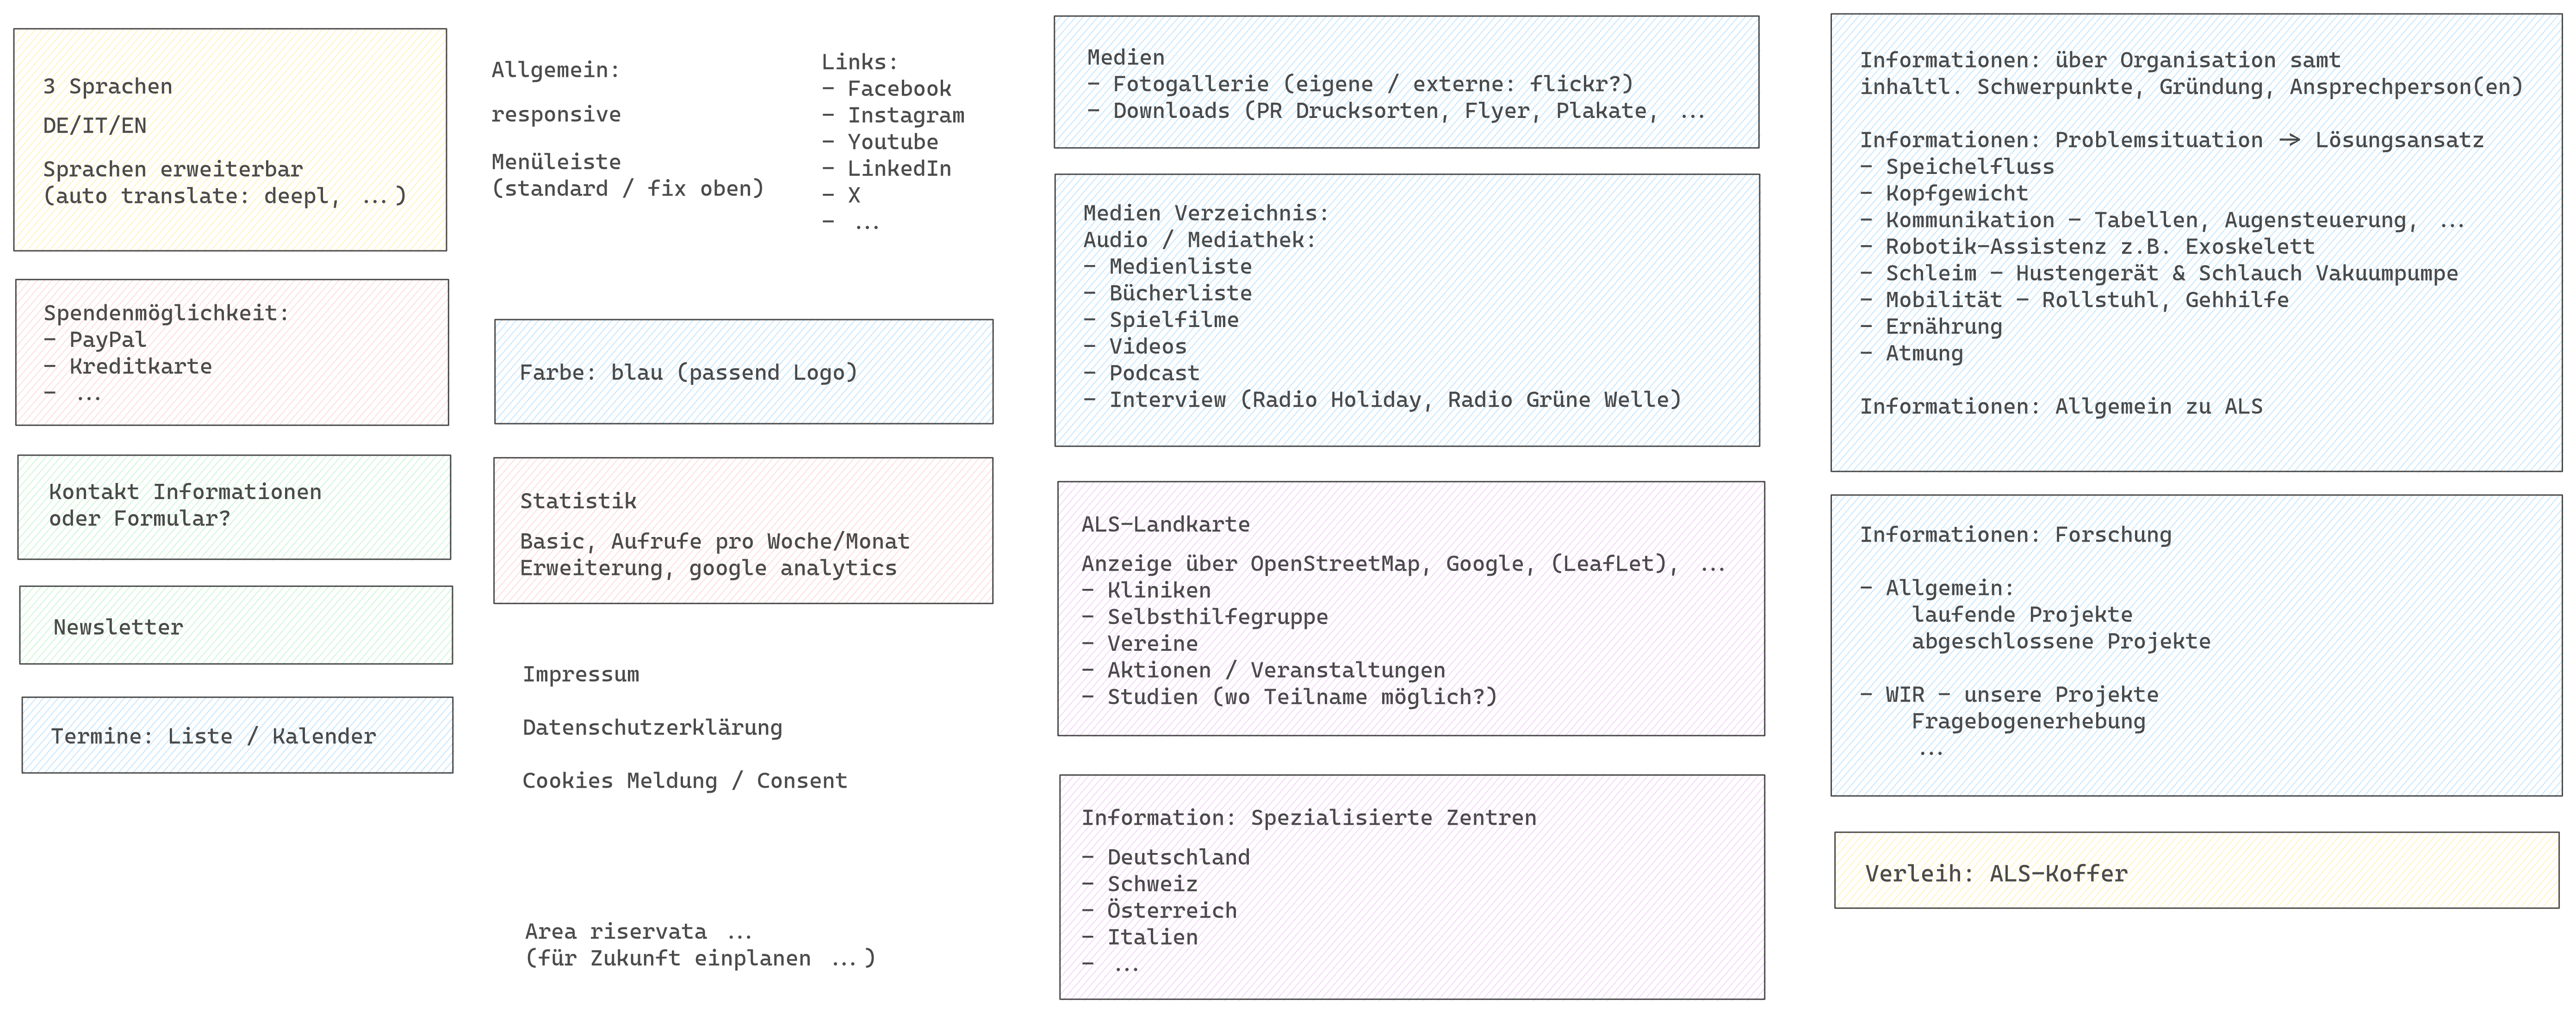 3 Sprachen
DE/IT/EN
Sprachen erweiterbar
(auto translate: deepl, ...)
Spendenmöglichkeit:
- PayPal
- Kreditkarte
- ...
Kontakt Informationen
oder Formular?
Newsletter
Termine: Liste / Kalender
Allgemein:
responsive
Menüleiste
(standard / fix oben)
Links:
- Facebook
- Instagram
- Youtube
- LinkedIn
- X
- ...
Farbe: blau (passend Logo)
Statistik
Basic, Aufrufe pro Woche/Monat
Erweiterung, google analytics
Impressum
Datenschutzerklärung
Cookies Meldung / Consent
Area riservata ...
(für Zukunft einplanen ...)
Medien
- Fotogallerie (eigene / externe: flickr?)
- Downloads (PR Drucksorten, Flyer, Plakate, ...
Medien Verzeichnis:
Audio / Mediathek:
- Medienliste
- Bücherliste
- Spielfilme
- Videos
- Podcast
- Interview (Radio Holiday, Radio Grüne Welle)
ALS-Landkarte
Anzeige über OpenStreetMap, Google, (LeafLet), ...
- Kliniken
- Selbsthilfegruppe
- Vereine
- Aktionen / Veranstaltungen
- Studien (wo Teilname möglich?)
Information: Spezialisierte Zentren
- Deutschland
- Schweiz
- Österreich
- Italien
- ...
Informationen: über Organisation samt
inhaltl. Schwerpunkte, Gründung, Ansprechperson(en)
Informationen: Problemsituation -> Lösungsansatz
- Speichelfluss
- Kopfgewicht
- Kommunikation - Tabellen, Augensteuerung, ...
- Robotik-Assistenz z.B. Exoskelett
- Schleim - Hustengerät & Schlauch Vakuumpumpe
- Mobilität - Rollstuhl, Gehhilfe
- Ernährung
- Atmung
Informationen: Allgemein zu ALS
Informationen: Forschung
- Allgemein:
laufende Projekte
abgeschlossene Projekte
- WIR - unsere Projekte
Fragebogenerhebung
...
Verleih: ALS-Koffer